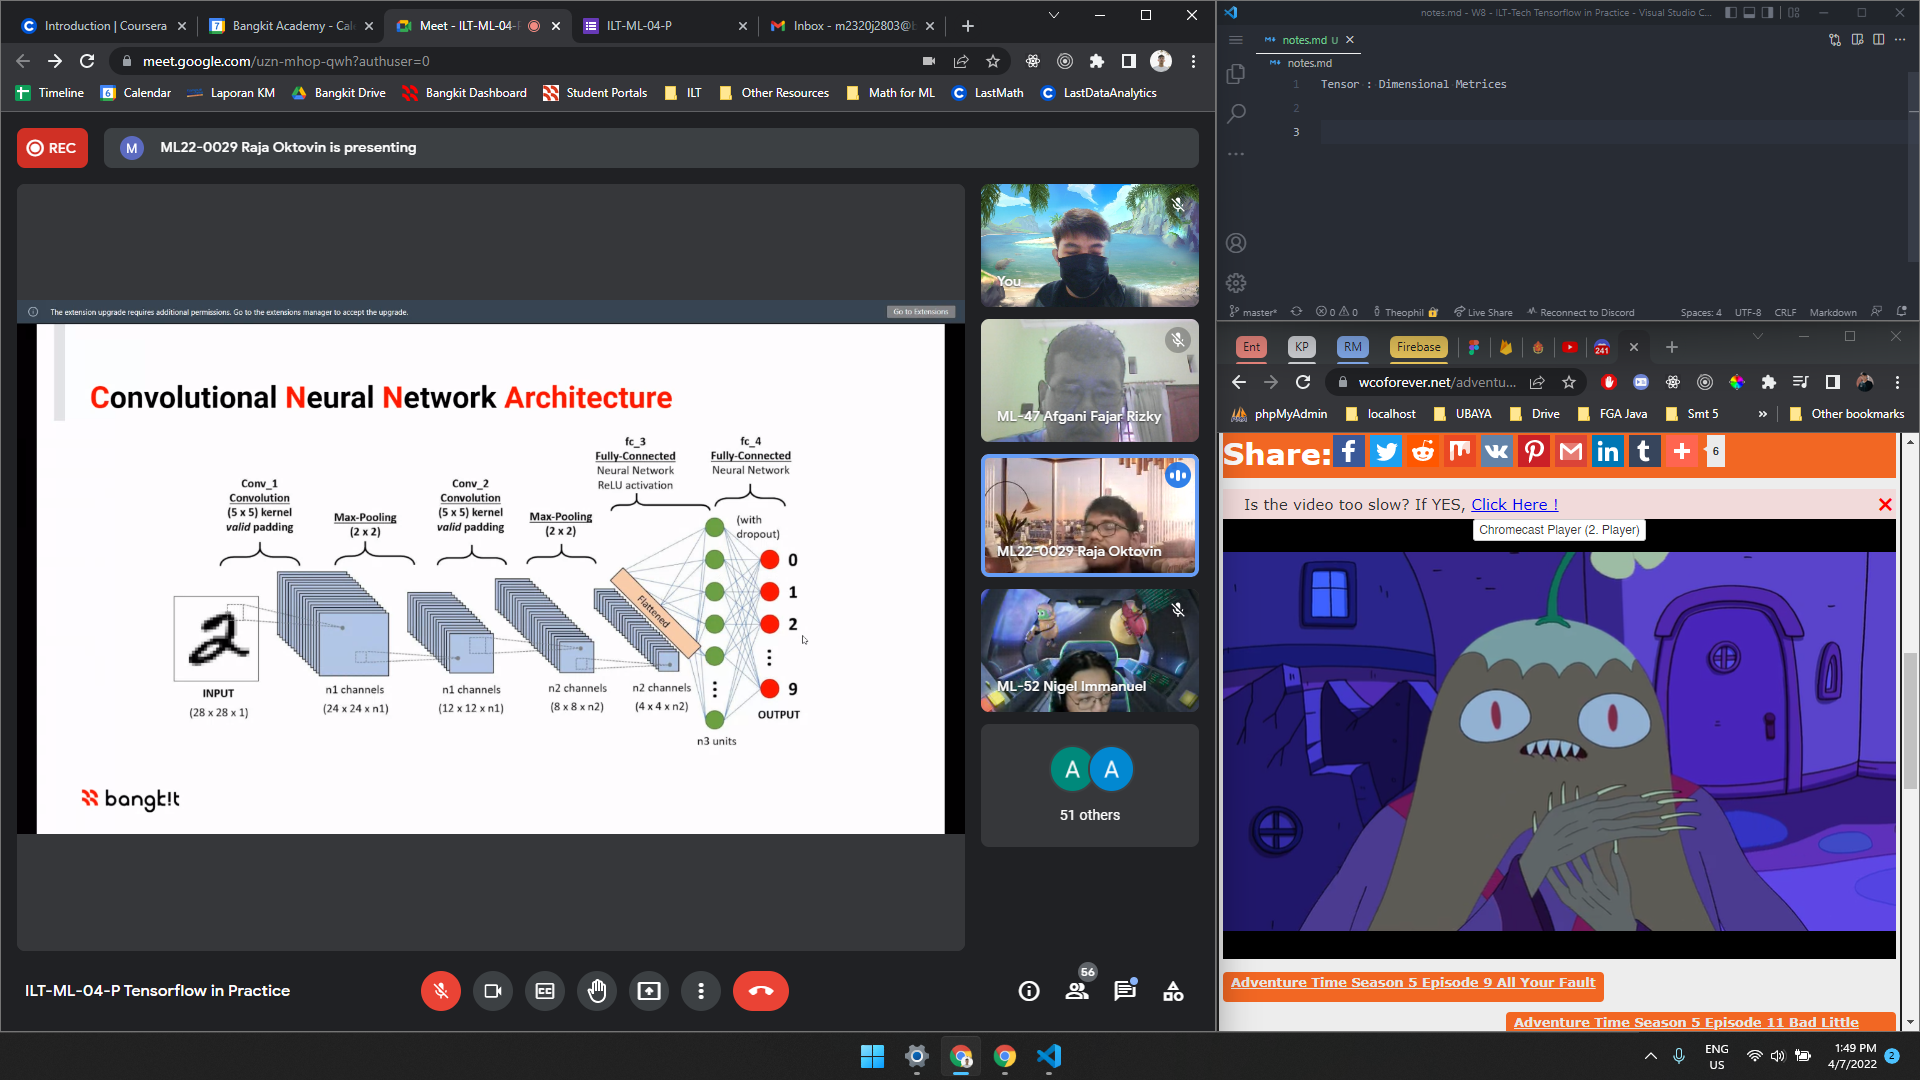 Introduction | Coursera
Bangkit Academy - Cal
Meet - ILT-ML-04-P
ILT-ML-04-P
Inbox - m2320j2803@b
meet.google.com/uzn-mhop-qwh?authuser=0
Timeline
Calendar
Laporan KM
Bangkit Drive
Bangkit Dashboard
Student Portals
ILT
Other Resources
Math for ML
LastMath
LastDataAnalytics
REC
M
ML22-0029 Raja Oktovin is presenting
The extension upgrade requires additional permissions. Go to the extensions manager to accept the upgrade.
Go to Extensions
Convolutional Neural Network Architecture
fc_3
Fully-Connected
Neural Network
ReLU activation
fc_4
Fully-Connected
Neural Network
(with
dropout)
Conv_1
Convolution
(5 x 5) kernel
valid padding
Max-Pooling
(2 x 2)
Conv_2
Convolution
(5 x 5) kernel
valid padding
Max-Pooling
(2 x 2)
Flattened
0
1
2
9
OUTPUT
INPUT
(28 x 28 x 1)
n1 channels
(24 x 24 x n1)
n1 channels
(12 x 12 x n1)
n2 channels
(8 x 8 x n2)
n2 channels
(4 x 4 x n2)
n3 units
bangk!t
You
ML-47 Afgani Fajar Rizky
ML22-0029 Raja Oktovin
ML-52 Nigel Immanuel
A
A
51 others
ILT-ML-04-P Tensorflow in Practice
56
notes.md - W8 - ILT-Tech Tensorflow in Practice - Visual Studio C...
notes.md U
notes.md
1 Tensor : Dimensional Metrices
2
3
master*
0 0
Theophil
Live Share
Reconnect to Discord
Spaces: 4
UTF-8
CRLF
Markdown
Ent
KP
RM
Firebase
241
wcoforever.net/adventu...
phpMyAdmin
localhost
UBAYA
Drive
FGA Java
Smt 5
»
Other bookmarks
Share:
6
Is the video too slow? If YES, Click Here !
Chromecast Player (2. Player)
Adventure Time Season 5 Episode 9 All Your Fault
Adventure Time Season 5 Episode 11 Bad Little
ENG
US
1:49 PM
4/7/2022
2